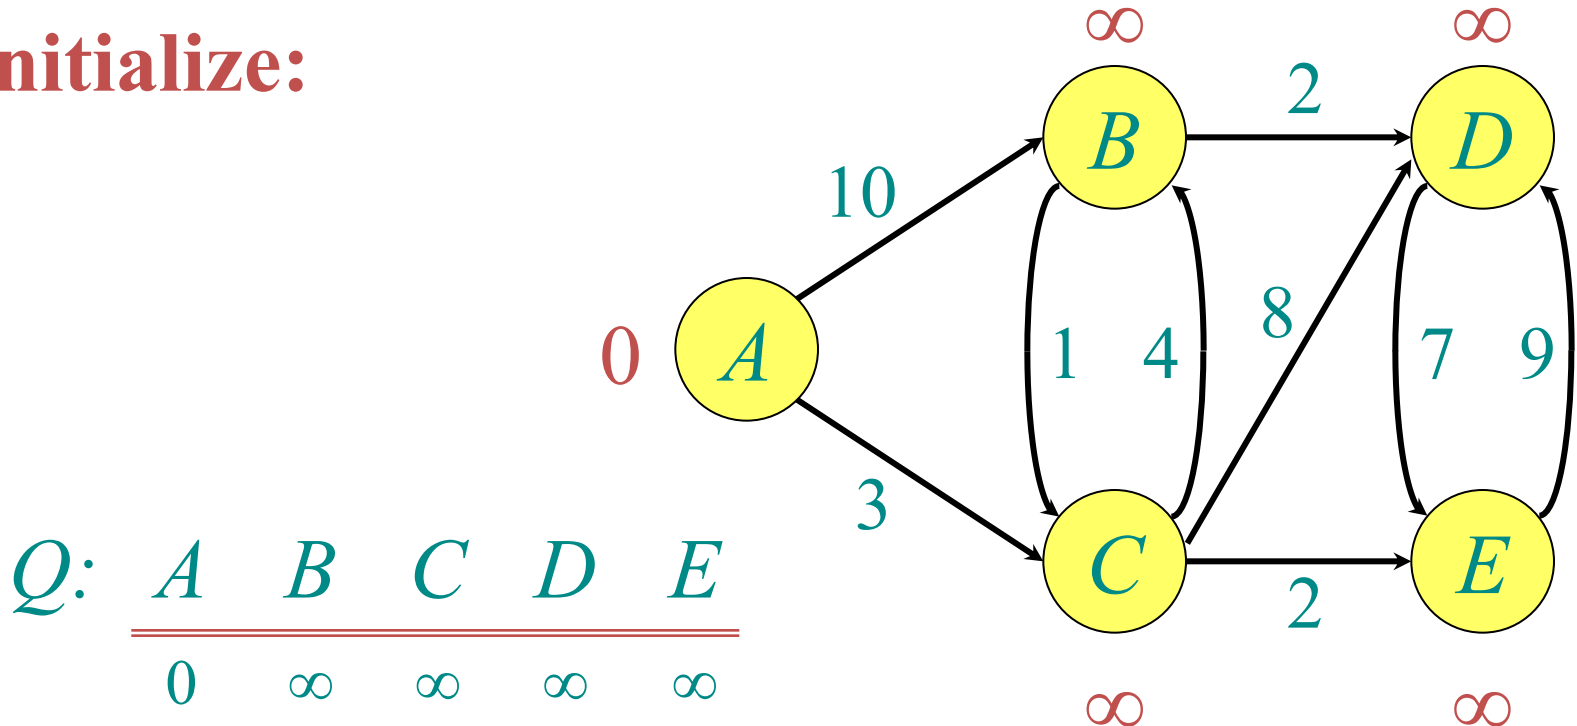 nitialize:
∞ ∞
B 2 D
10
0 A 1 4 8 7 9
3
C 2 E
∞ ∞
Q: A B C D E
0 ∞ ∞ ∞ ∞